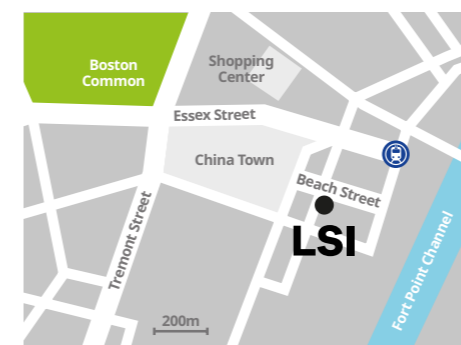 Boston
Common
Shopping
Center
Essex Street
China Town
Beach Street
LSI
Tremont Street
Fort Point Channel
200m